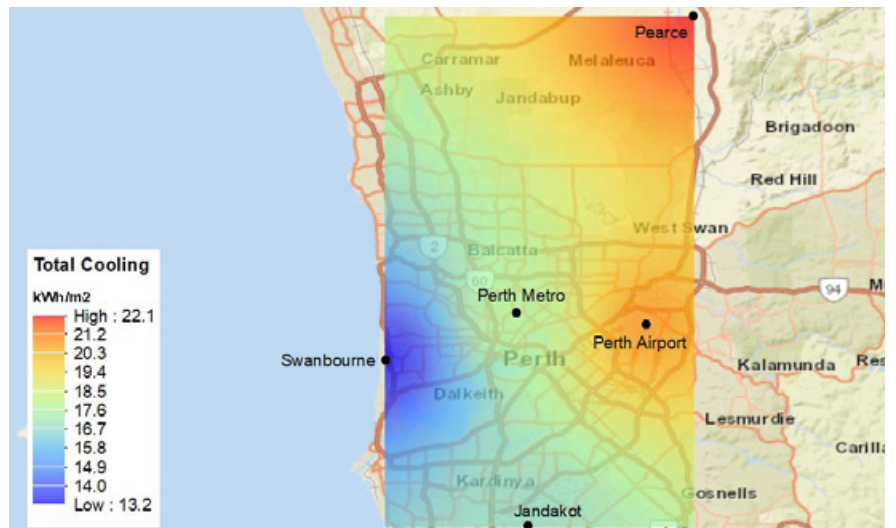 Pearce
Carramar
Melaleuca
Ashby
Jandabup
Brigadoon
Red Hill
West Swan
2
Balcatta
60
Total Cooling
kWh/m2
High : 22.1
21.2
20.3
19.4
18.5
17.6
16.7
15.8
14.9
14.0
Low : 13.2
94
Perth Metro
Perth Airport
Swanbourne
Perth
Kalamunda
Res
Dalkeith
Lesmurdie
Carilla
Kardinya
Gosnells
Jandakot